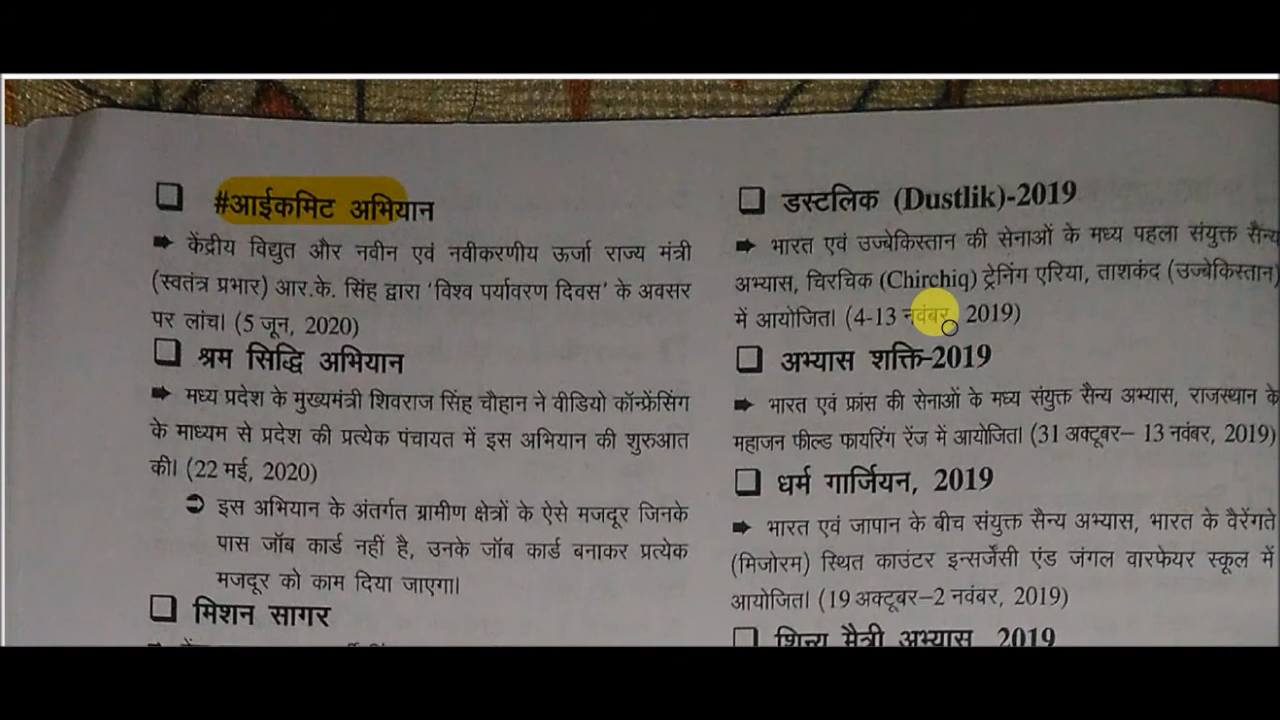 ❑ #आईकमिट अभियान
➡ केंद्रीय विद्युत और नवीन एवं नवीकरणीय ऊर्जा राज्य मंत्री
(स्वतंत्र प्रभार) आर.के. सिंह द्वारा ‘विश्व पर्यावरण दिवस’ के अवसर
पर लांच। (5 जून, 2020)
❑ श्रम सिद्धि अभियान
➡ मध्य प्रदेश के मुख्यमंत्री शिवराज सिंह चौहान ने वीडियो कॉन्फ्रेंसिंग
के माध्यम से प्रदेश की प्रत्येक पंचायत में इस अभियान की शुरुआत
की। (22 मई, 2020)
➲ इस अभियान के अंतर्गत ग्रामीण क्षेत्रों के ऐसे मजदूर जिनके
पास जॉब कार्ड नहीं है, उनके जॉब कार्ड बनाकर प्रत्येक
मजदूर को काम दिया जाएगा।
❑ मिशन सागर
❑ डस्टलिक (Dustlik)-2019
➡ भारत एवं उज्बेकिस्तान की सेनाओं के मध्य पहला संयुक्त सैन्य
अभ्यास, चिरचिक (Chirchiq) ट्रेनिंग एरिया, ताशकंद (उज्बेकिस्तान)
में आयोजित। (4-13 नवंबर, 2019)
❑ अभ्यास शक्ति-2019
➡ भारत एवं फ्रांस की सेनाओं के मध्य संयुक्त सैन्य अभ्यास, राजस्थान के
महाजन फील्ड फायरिंग रेंज में आयोजित। (31 अक्टूबर– 13 नवंबर, 2019)
❑ धर्म गार्जियन, 2019
➡ भारत एवं जापान के बीच संयुक्त सैन्य अभ्यास, भारत के वैरेंगते
(मिजोरम) स्थित काउंटर इन्सर्जेंसी एंड जंगल वारफेयर स्कूल में
आयोजित। (19 अक्टूबर–2 नवंबर, 2019)
❑ शिन्यू मैत्री अभ्यास, 2019